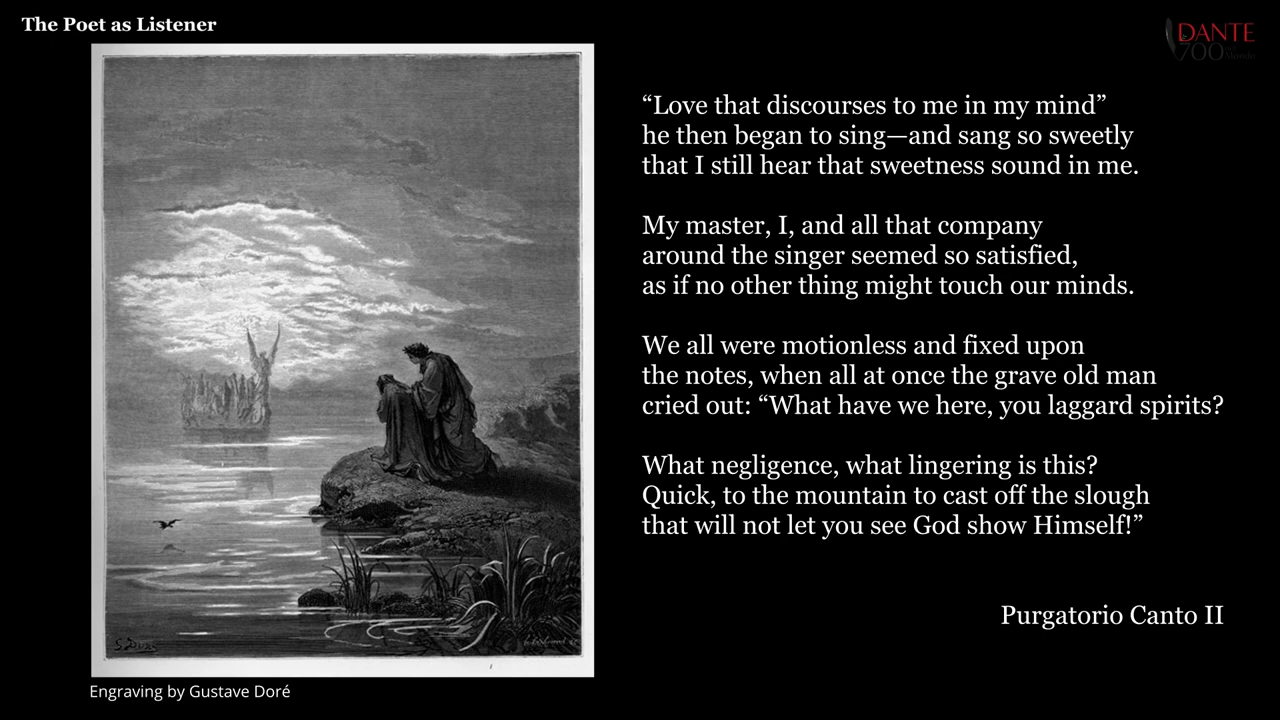 The Poet as Listener
DANTE
700
“Love that discourses to me in my mind”
he then began to sing—and sang so sweetly
that I still hear that sweetness sound in me.
My master, I, and all that company
around the singer seemed so satisfied,
as if no other thing might touch our minds.
We all were motionless and fixed upon
the notes, when all at once the grave old man
cried out: “What have we here, you laggard spirits?
What negligence, what lingering is this?
Quick, to the mountain to cast off the slough
that will not let you see God show Himself!”
Purgatorio Canto II
G. Doré
Engraving by Gustave Doré